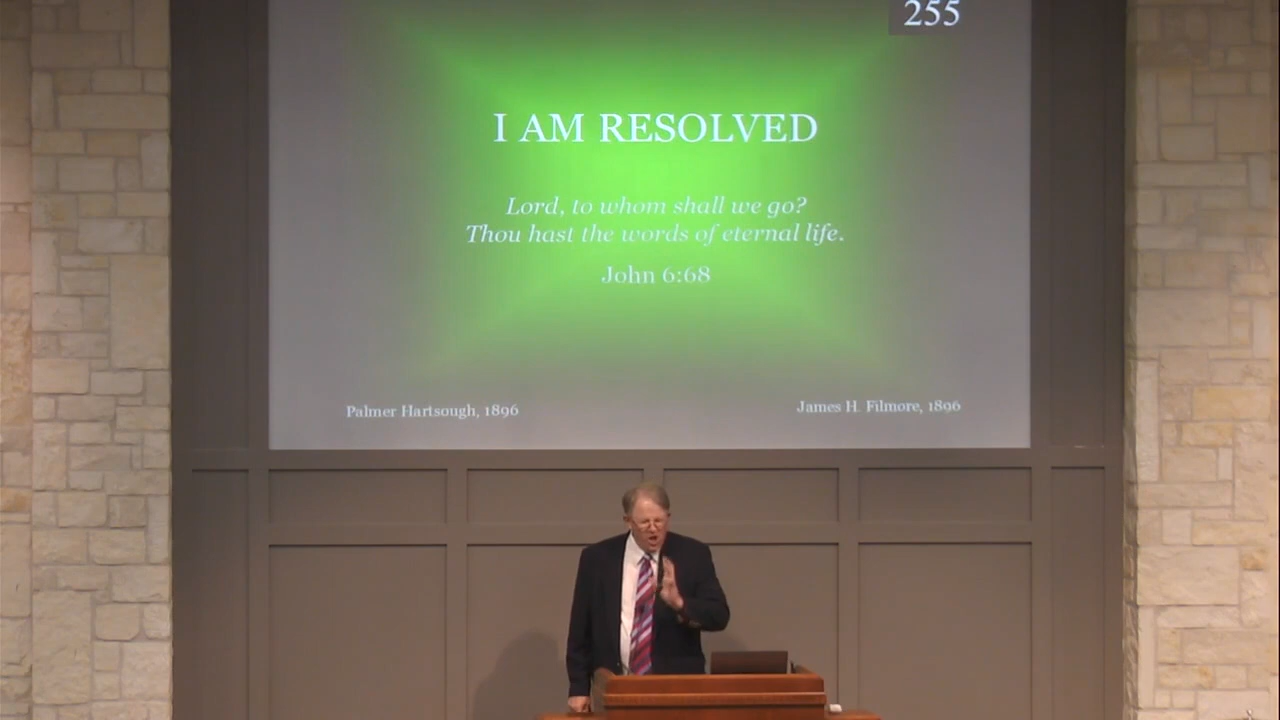 255
I AM RESOLVED
Lord, to whom shall we go?
Thou hast the words of eternal life.
John 6:68
Palmer Hartsough, 1896
James H. Filmore, 1896